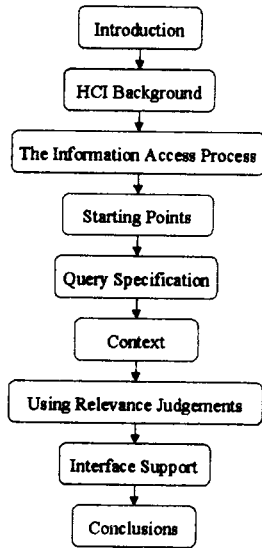 Introduction
HCI Background
The Information Access Process
Starting Points
Query Specification
Context
Using Relevance Judgements
Interface Support
Conclusions